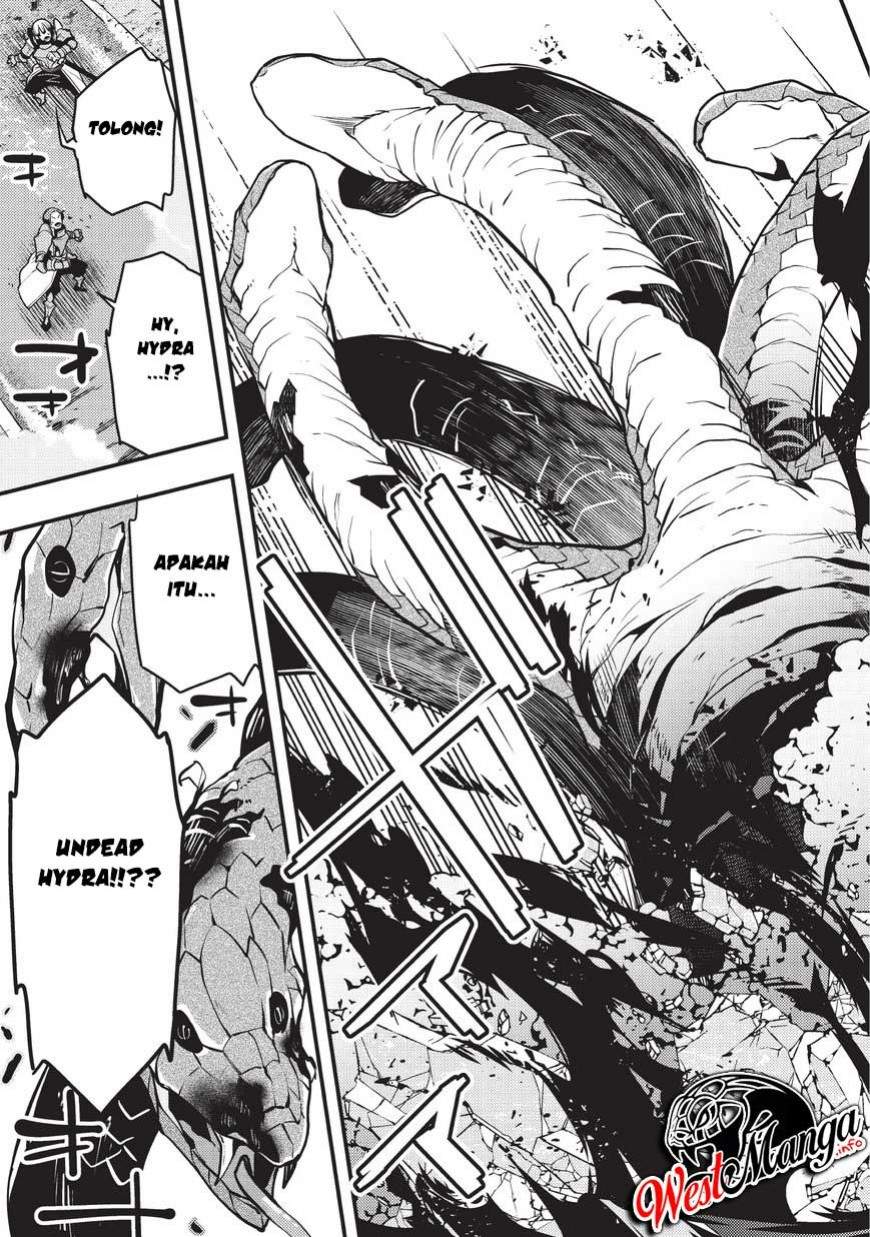 TOLONG!
HY,
HYDRA
...!?
APAKAH
ITU...
UNDEAD
HYDRA!!??
WestManga
.info